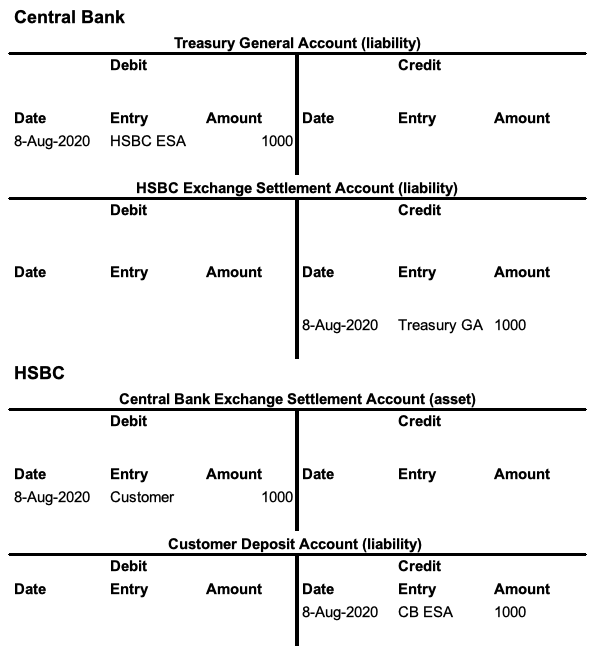 Central Bank
Treasury General Account (liability)
Debit Credit
Date Entry Amount Date Entry Amount
8-Aug-2020 HSBC ESA 1000
HSBC Exchange Settlement Account (liability)
Debit Credit
Date Entry Amount Date Entry Amount
8-Aug-2020 Treasury GA 1000
HSBC
Central Bank Exchange Settlement Account (asset)
Debit Credit
Date Entry Amount Date Entry Amount
8-Aug-2020 Customer 1000
Customer Deposit Account (liability)
Debit Credit
Date Entry Amount Date Entry Amount
8-Aug-2020 CB ESA 1000